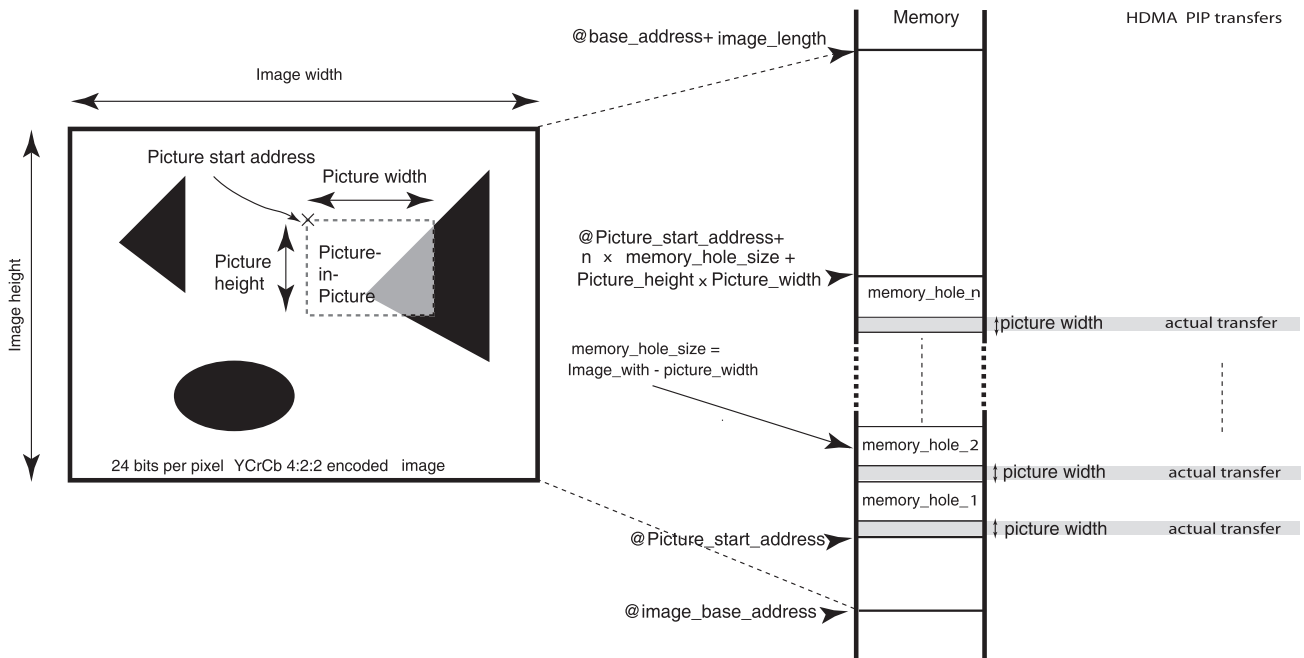 Memory
HDMA PIP transfers
@base_address+ image_length
Image width
Picture start address
Picture width
Picture
height
Picture-
in-
Picture
Image height
24 bits per pixel YCrCb 4:2:2 encoded image
@Picture_start_address+
n x memory_hole_size +
Picture_height x Picture_width
memory_hole_n
picture width actual transfer
memory_hole_size =
Image_with - picture_width
memory_hole_2
picture width actual transfer
memory_hole_1
picture width actual transfer
@Picture_start_address
@image_base_address